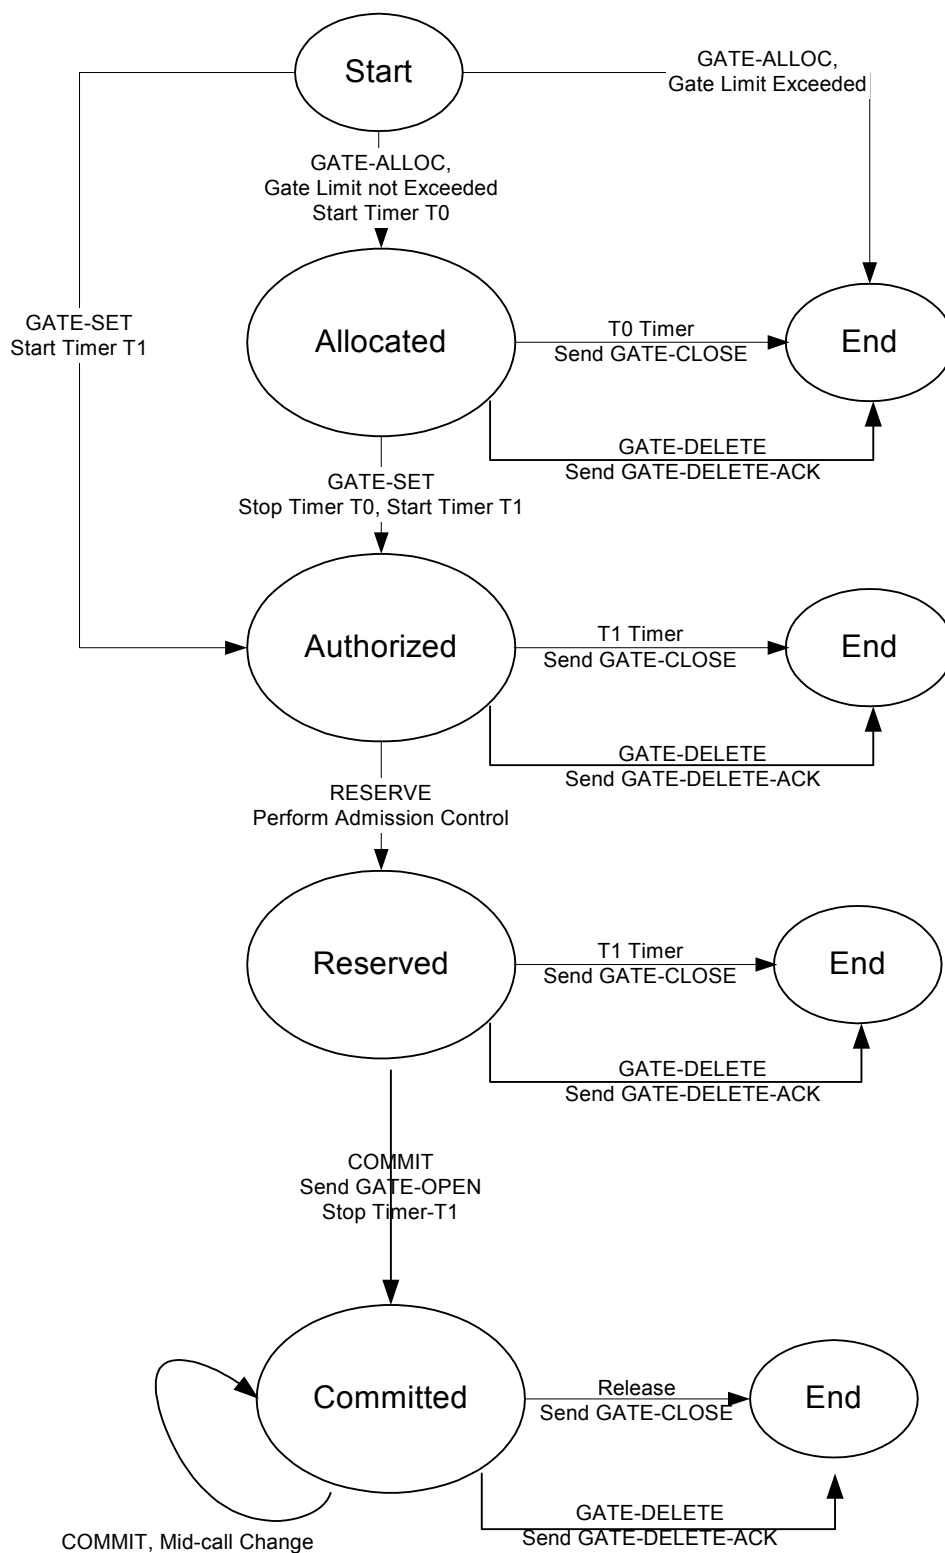 Start
GATE-ALLOC,
Gate Limit Exceeded
GATE-ALLOC,
Gate Limit not Exceeded
Start Timer T0
GATE-SET
Start Timer T1
Allocated
T0 Timer
Send GATE-CLOSE
End
GATE-DELETE
Send GATE-DELETE-ACK
GATE-SET
Stop Timer T0, Start Timer T1
Authorized
T1 Timer
Send GATE-CLOSE
End
GATE-DELETE
Send GATE-DELETE-ACK
RESERVE
Perform Admission Control
Reserved
T1 Timer
Send GATE-CLOSE
End
GATE-DELETE
Send GATE-DELETE-ACK
COMMIT
Send GATE-OPEN
Stop Timer-T1
Committed
Release
Send GATE-CLOSE
End
GATE-DELETE
Send GATE-DELETE-ACK
COMMIT, Mid-call Change